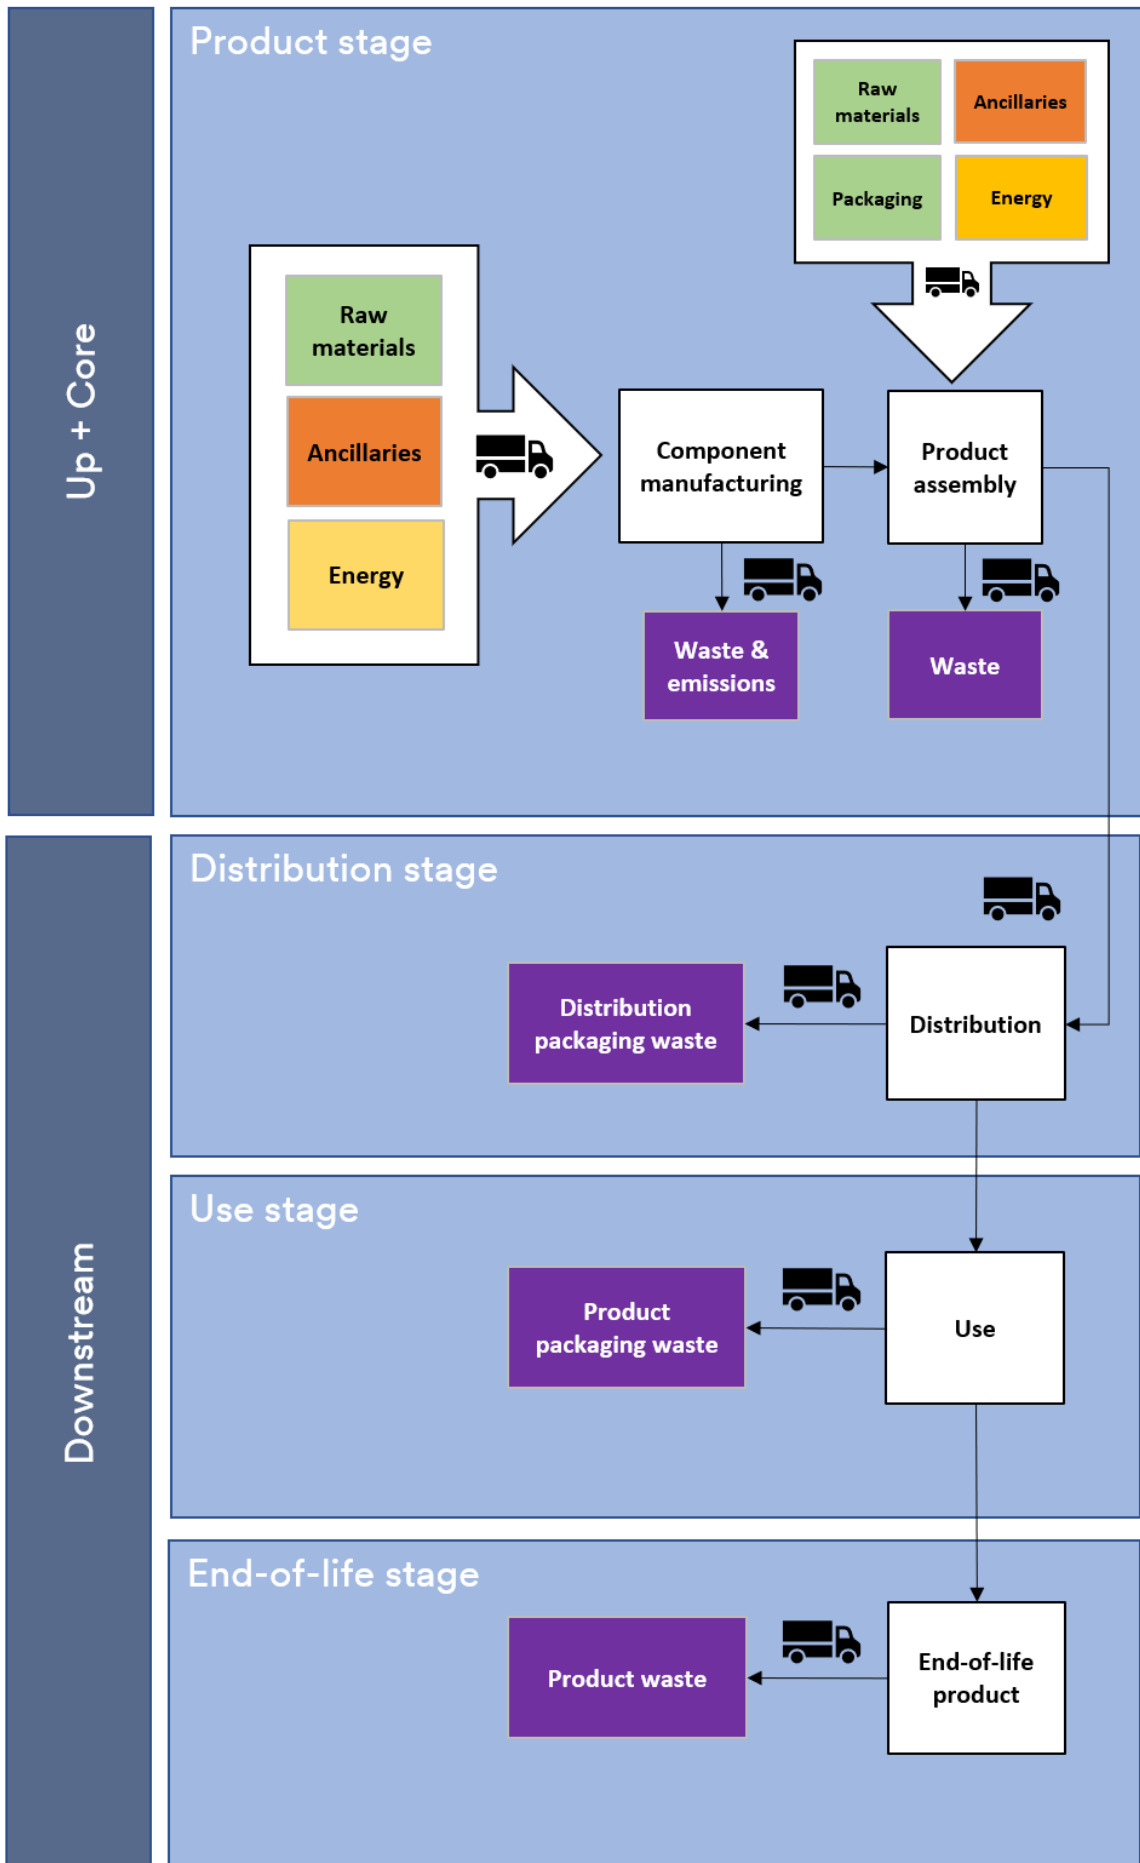 Up + Core
Product stage
Raw
materials
Ancillaries
Packaging
Energy
Raw
materials
Ancillaries
Energy
Component
manufacturing
Product
assembly
Waste &
emissions
Waste
Downstream
Distribution stage
Distribution
packaging waste
Distribution
Use stage
Product
packaging waste
Use
End-of-life stage
Product waste
End-of-life
product